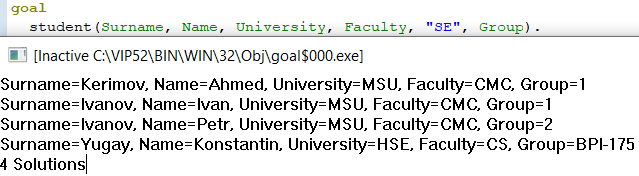 goal
student(Surname, Name, University, Faculty, "SE", Group).
[Inactive C:\VIP52\BIN\WIN\32\Obj\goal$000.exe]
Surname=Kerimov, Name=Ahmed, University=MSU, Faculty=CMC, Group=1
Surname=Ivanov, Name=Ivan, University=MSU, Faculty=CMC, Group=1
Surname=Ivanov, Name=Petr, University=MSU, Faculty=CMC, Group=2
Surname=Yugay, Name=Konstantin, University=HSE, Faculty=CS, Group=BPI-175
4 Solutions